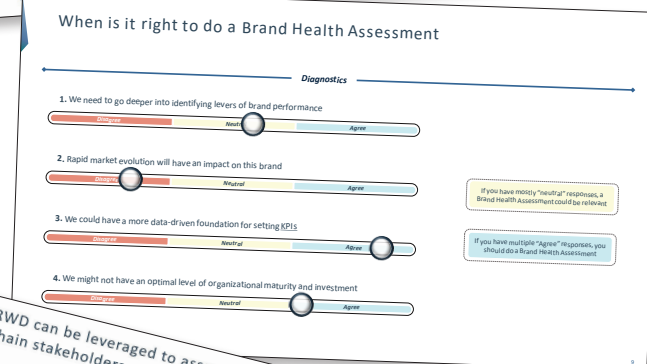 When is it right to do a Brand Health Assessment
Diagnostics
1. We need to go deeper into identifying levers of brand performance
Disagree
Agree
2. Rapid market evolution will have an impact on this brand
Neutral
Agree
If you have mostly "neutral" responses, a
Brand Health Assessment could be relevant
3. We could have a more data-driven foundation for setting KPIs
Disagree
Neutral
Agree
If you have multiple "Agree" responses, you
should do a Brand Health Assessment
4. We might not have an optimal level of organizational maturity and investment
Disagree
Neutral
Agree
RWD can be leveraged to
stakeholders